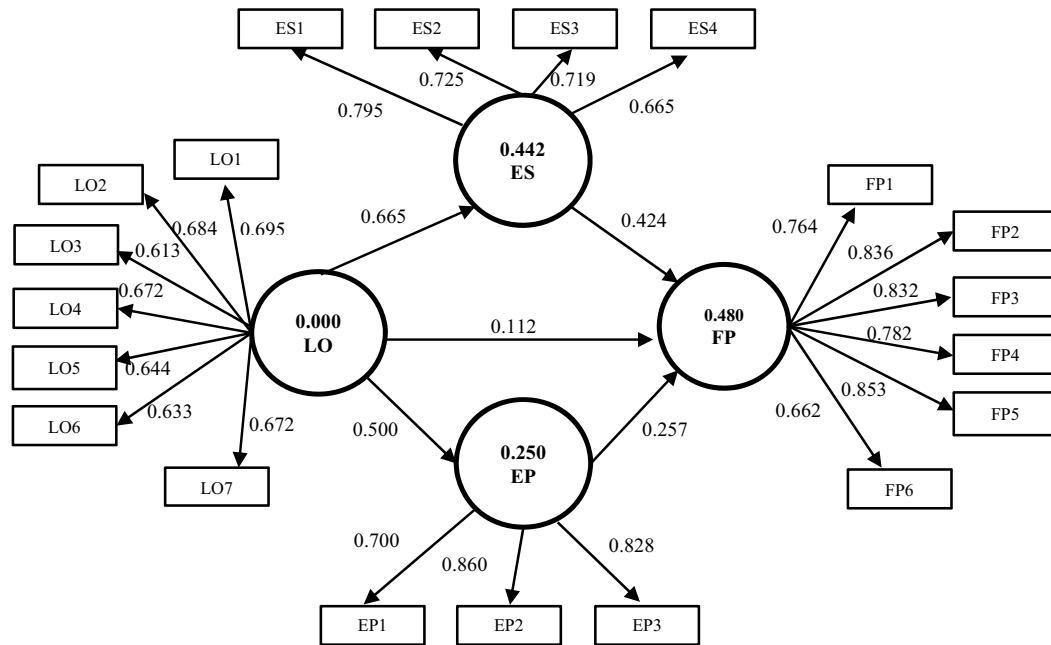 ES1
ES2
ES3
ES4
0.795
0.725
0.719
0.665
0.442
ES
LO1
LO2
LO3
LO4
LO5
LO6
LO7
0.695
0.684
0.613
0.672
0.644
0.633
0.672
0.000
LO
0.665
0.424
0.112
0.500
0.257
0.480
FP
FP1
FP2
FP3
FP4
FP5
FP6
0.764
0.836
0.832
0.782
0.853
0.662
0.250
EP
0.700
0.860
0.828
EP1
EP2
EP3